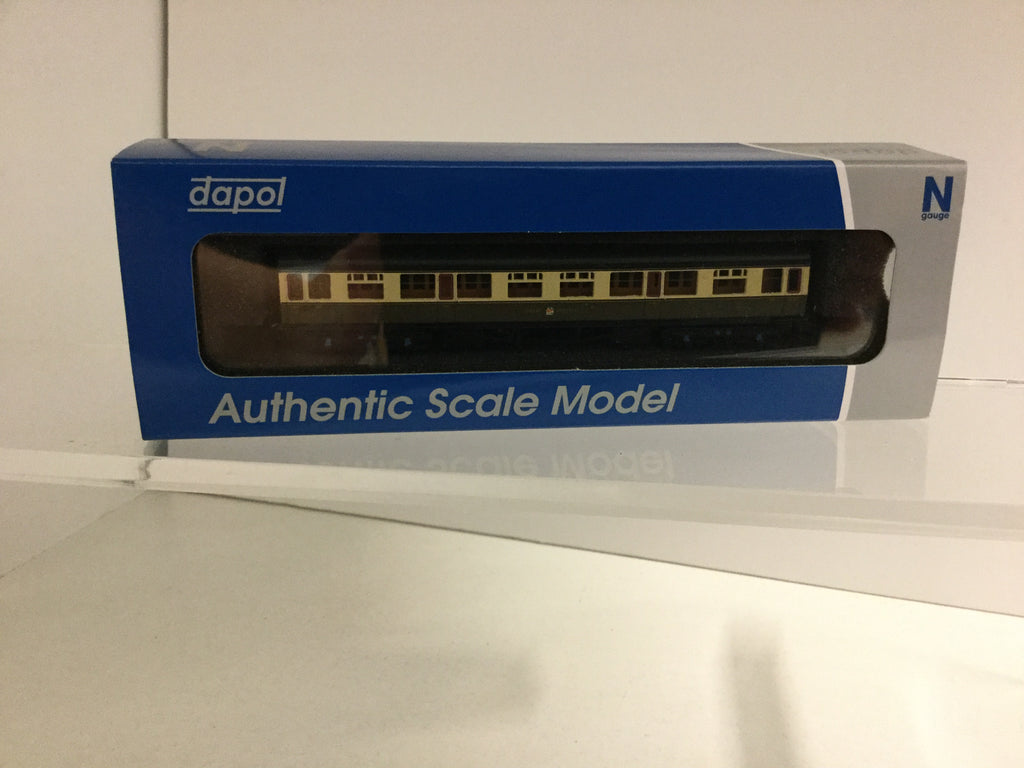 dapol
N
gauge
Authentic Scale Model